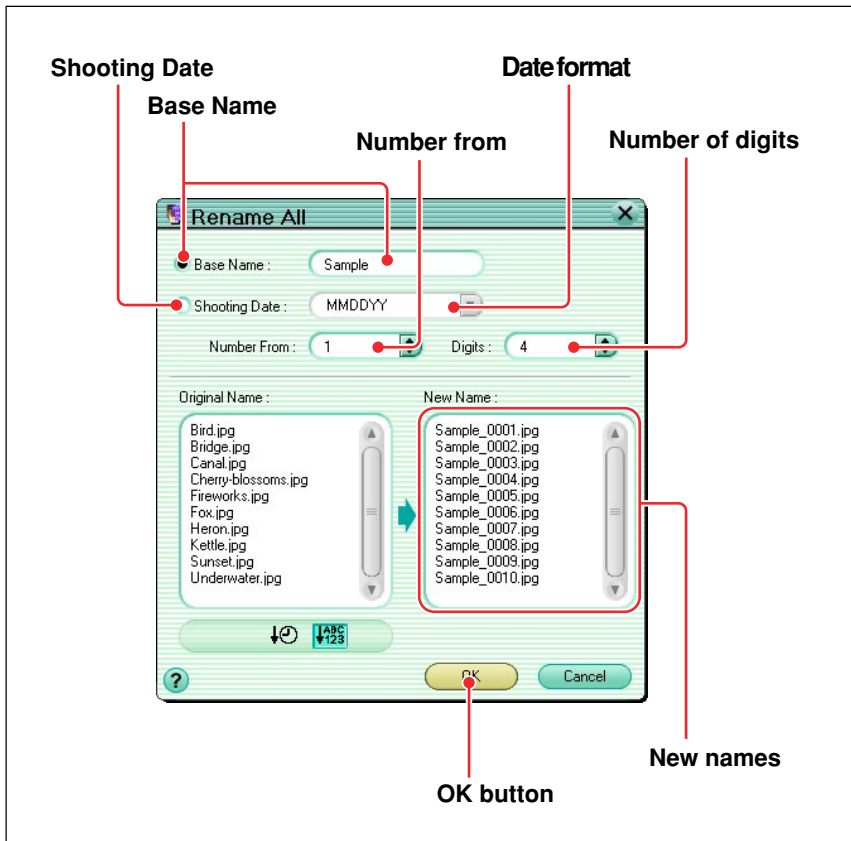 Shooting Date
Date format
Base Name
Number from
Number of digits
Rename All
Base Name :
Sample
Shooting Date :
MMDDYY
Number From :
1
Digits :
4
Original Name :
New Name :
Bird.jpg
Bridge.jpg
Canal.jpg
Cherry-blossoms.jpg
Fireworks.jpg
Fox.jpg
Heron.jpg
Kettle.jpg
Sunset.jpg
Underwater.jpg
Sample_0001.jpg
Sample_0002.jpg
Sample_0003.jpg
Sample_0004.jpg
Sample_0005.jpg
Sample_0006.jpg
Sample_0007.jpg
Sample_0008.jpg
Sample_0009.jpg
Sample_0010.jpg
ABC
123
?
OK
Cancel
New names
OK button